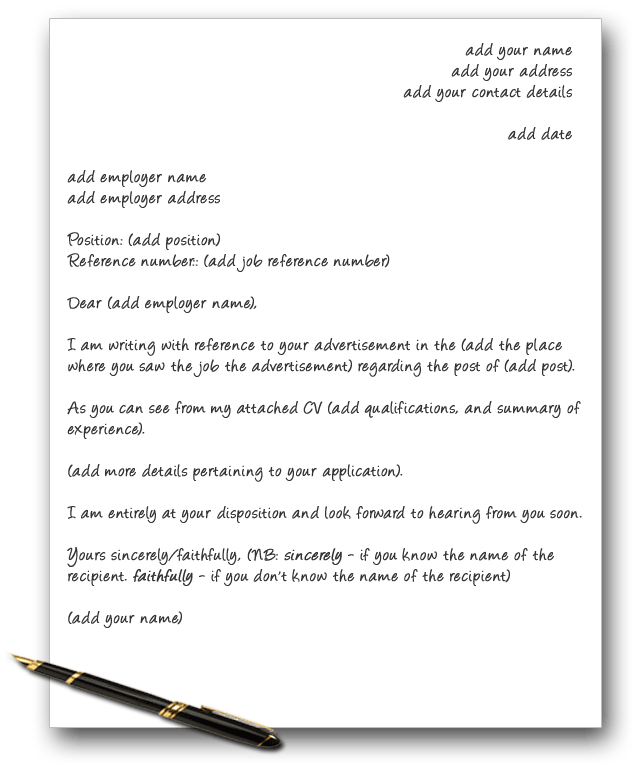 add your name
add your address
add your contact details
add date
add employer name
add employer address
Position: (add position)
Reference number:: (add job reference number)
Dear (add employer name),
I am writing with reference to your advertisement in the (add the place
where you saw the job the advertisement) regarding the post of (add post).
As you can see from my attached CV (add qualifications, and summary of
experience).
(add more details pertaining to your application).
I am entirely at your disposition and look forward to hearing from you soon.
Yours sincerely/faithfully, (NB: sincerely - if you know the name of the
recipient. faithfully - if you don't know the name of the recipient)
(add your name)